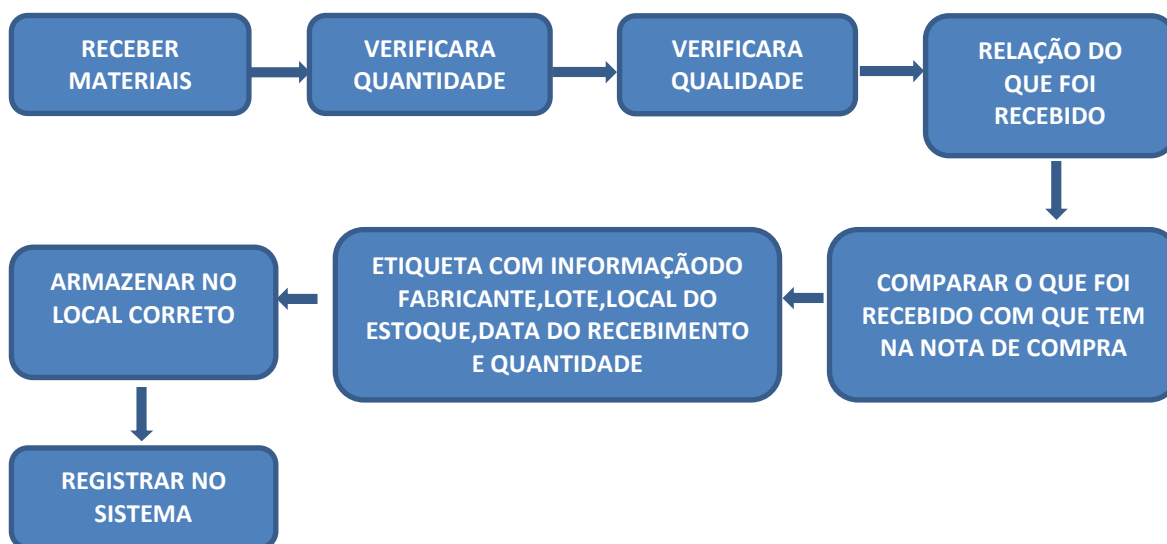 RECEBER
MATERIAIS
VERIFICARA
QUANTIDADE
VERIFICARA
QUALIDADE
RELAÇÃO DO
QUE FOI
RECEBIDO
COMPARAR O QUE FOI
RECEBIDO COM QUE TEM
NA NOTA DE COMPRA
ETIQUETA COM INFORMAÇÃODO
FABRICANTE,LOTE,LOCAL DO
ESTOQUE,DATA DO RECEBIMENTO
E QUANTIDADE
ARMAZENAR NO
LOCAL CORRETO
REGISTRAR NO
SISTEMA